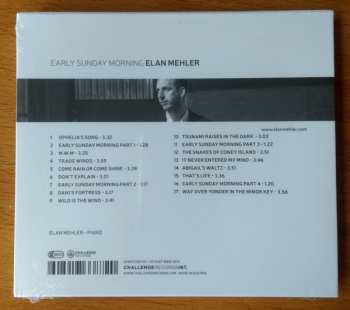 EARLY SUNDAY MORNING ELAN MEHLER
www.elanmehler.com
1 OPHELIA'S SONG - 3.32
2 EARLY SUNDAY MORNING PART 1 - 1.28
3 M-M-M - 3.25
4 TRADE WINDS - 3.05
5 COME RAIN OR COME SHINE - 3.39
6 DON'T EXPLAIN - 3.51
7 EARLY SUNDAY MORNING PART 2 - 1.17
8 DAHI'S FORTRESS - 3.17
9 WILD IS THE WIND - 3.41
10 TSUNAMI RAISES IN THE DARK - 3.03
11 EARLY SUNDAY MORNING PART 3 - 1.22
12 THE SNAKES OF CONEY ISLAND - 3.51
13 IT NEVER ENTERED MY MIND - 3.46
14 ABIGAIL'S WALTZ - 3.31
15 THAT'S LIFE - 3.36
16 EARLY SUNDAY MORNING PART 4 - 1.20
17 WAY OVER YONDER IN THE MINOR KEY - 3.56
ELAN MEHLER - PIANO
CHALLENGE RECORDS INT.